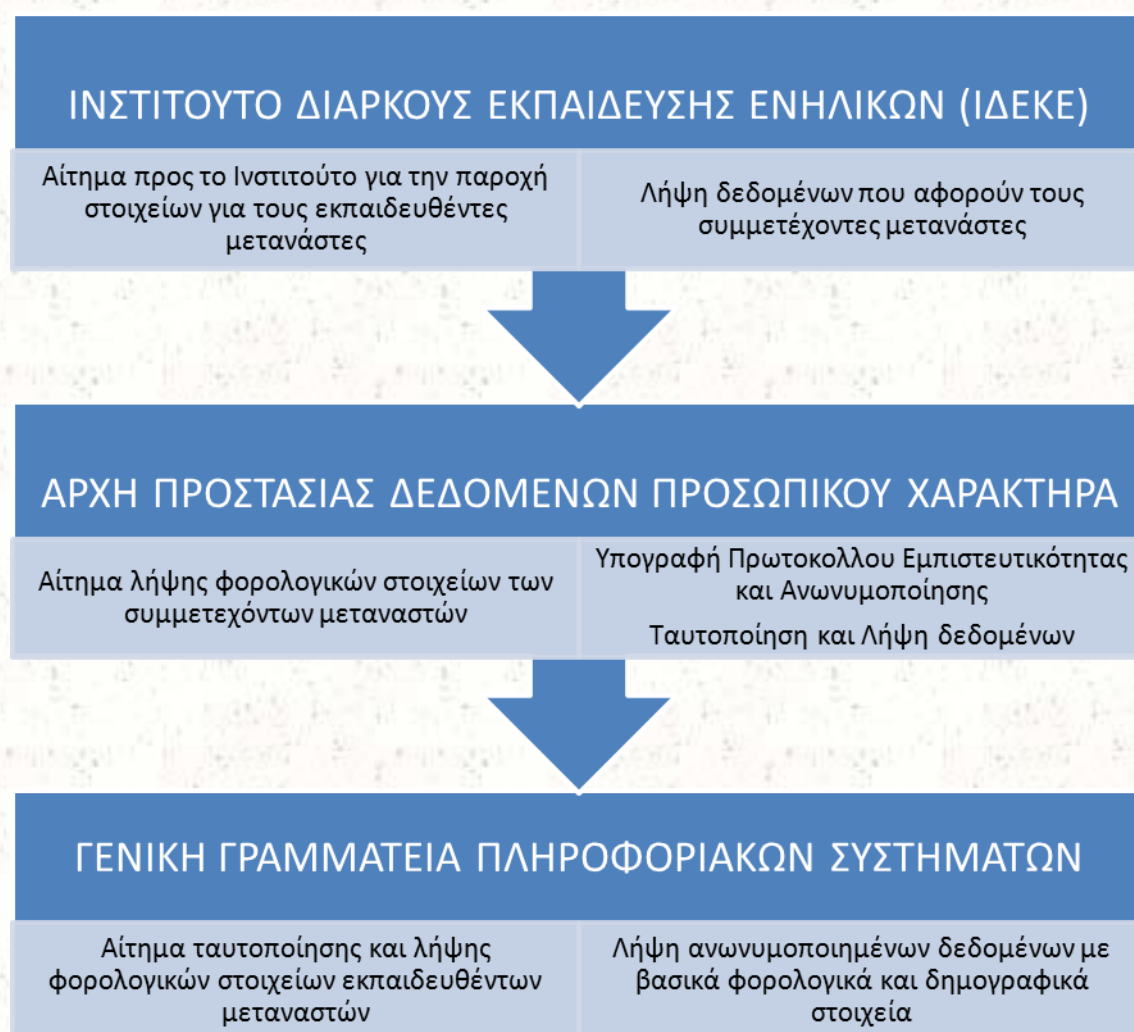 ΙΝΣΤΙΤΟΥΤΟ ΔΙΑΡΚΟΥΣ ΕΚΠΑΙΔΕΥΣΗΣ ΕΝΗΛΙΚΩΝ (ΙΔΕΚΕ)
Αίτημα προς το Ινστιτούτο για την παροχή
στοιχείων για τους εκπαιδευθέντες
μετανάστες
Λήψη δεδομένων που αφορούν τους
συμμετέχοντες μετανάστες
ΑΡΧΗ ΠΡΟΣΤΑΣΙΑΣ ΔΕΔΟΜΕΝΩΝ ΠΡΟΣΩΠΙΚΟΥ ΧΑΡΑΚΤΗΡΑ
Αίτημα λήψης φορολογικών στοιχείων των
συμμετεχόντων μεταναστών
Υπογραφή Πρωτοκολλου Εμπιστευτικότητας
και Ανωνυμοποίησης
Ταυτοποίηση και Λήψη δεδομένων
ΓΕΝΙΚΗ ΓΡΑΜΜΑΤΕΙΑ ΠΛΗΡΟΦΟΡΙΑΚΩΝ ΣΥΣΤΗΜΑΤΩΝ
Αίτημα ταυτοποίησης και λήψης
φορολογικών στοιχείων εκπαιδευθέντων
μεταναστών
Λήψη ανωνυμοποιημένων δεδομένων με
βασικά φορολογικά και δημογραφικά
στοιχεία